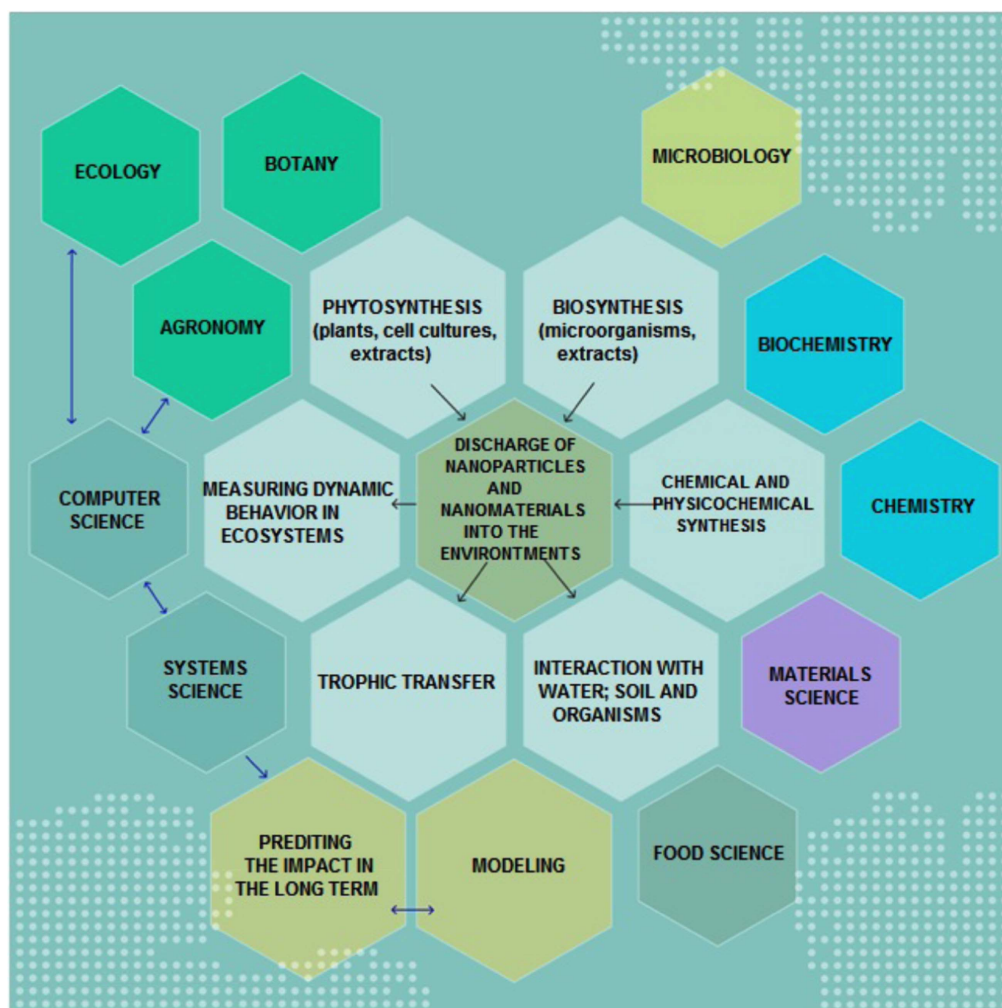 ECOLOGY
BOTANY
MICROBIOLOGY
AGRONOMY
PHYTOSYNTHESIS
(plants, cell cultures,
extracts)
BIOSYNTHESIS
(microorganisms,
extracts)
BIOCHEMISTRY
COMPUTER
SCIENCE
MEASURING DYNAMIC
BEHAVIOR IN
ECOSYSTEMS
DISCHARGE OF
NANOPARTICLES
AND
NANOMATERIALS
INTO THE
ENVIRONTMENTS
CHEMICAL AND
PHYSICOCHEMICAL
SYNTHESIS
CHEMISTRY
SYSTEMS
SCIENCE
TROPHIC TRANSFER
INTERACTION WITH
WATER; SOIL AND
ORGANISMS
MATERIALS
SCIENCE
PREDITING
THE IMPACT IN
THE LONG TERM
MODELING
FOOD SCIENCE